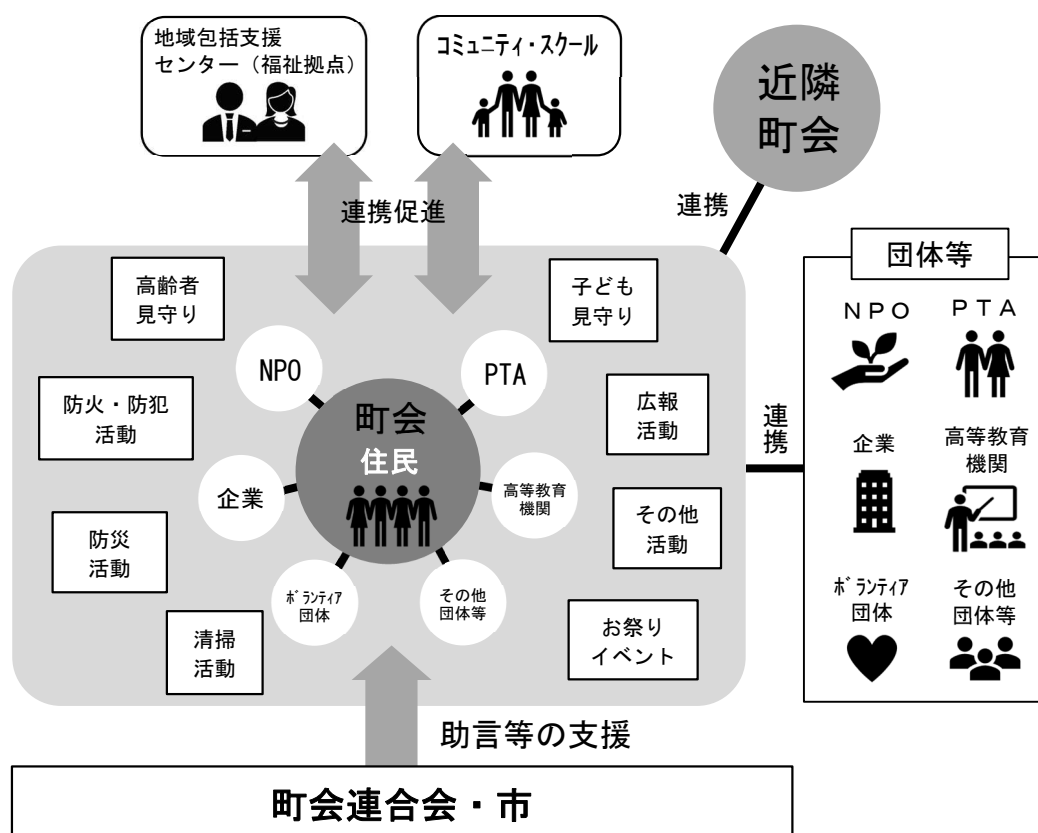 地域包括支援
センター（福祉拠点）
コミュニティ・スクール
近隣
町会
連携促進
連携
高齢者
見守り
子ども
見守り
NPO
PTA
防火・防犯
活動
広報
活動
町会
住民
企業
高等教育
機関
防災
活動
その他
活動
ボランティア
団体
その他
団体等
清掃
活動
お祭り
イベント
連携
団体等
ＮＰＯ
ＰＴＡ
企業
高等教育
機関
ボランティア
団体
その他
団体等
助言等の支援
町会連合会・市